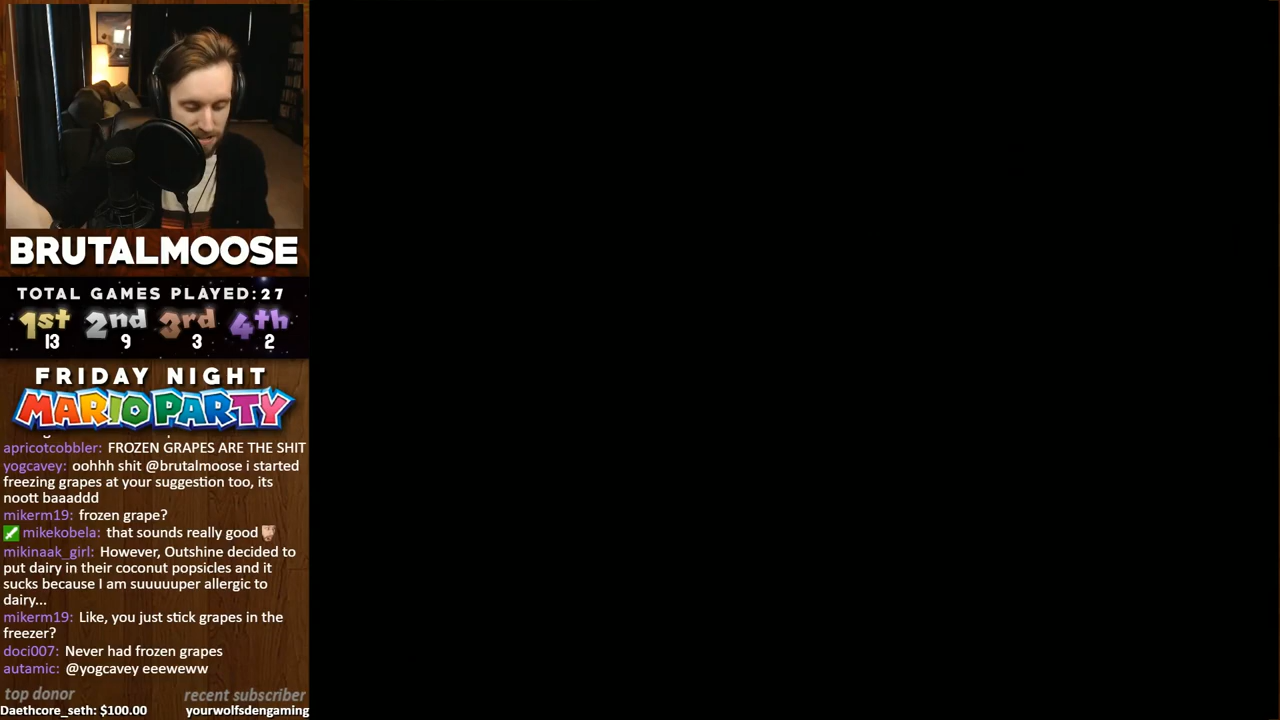 BRUTALMOOSE
TOTAL GAMES PLAYED:27
1st 2nd 3rd 4th
13 9 3 2
FRIDAY NIGHT
MARIO PARTY
apricotcobbler: FROZEN GRAPES ARE THE SHIT
yogcavey: oohhh shit @brutalmoose i started
freezing grapes at your suggestion too, its
noott baaaddd
mikerm19: frozen grape?
mikekobela: that sounds really good
mikinaak_girl: However, Outshine decided to
put dairy in their coconut popsicles and it
sucks because I am suuuuuper allergic to
dairy...
mikerm19: Like, you just stick grapes in the
freezer?
doci007: Never had frozen grapes
autamic: @yogcavey eeeweww
top donor recent subscriber
Daethcore_seth: $100.00 yourwolfsdengaming